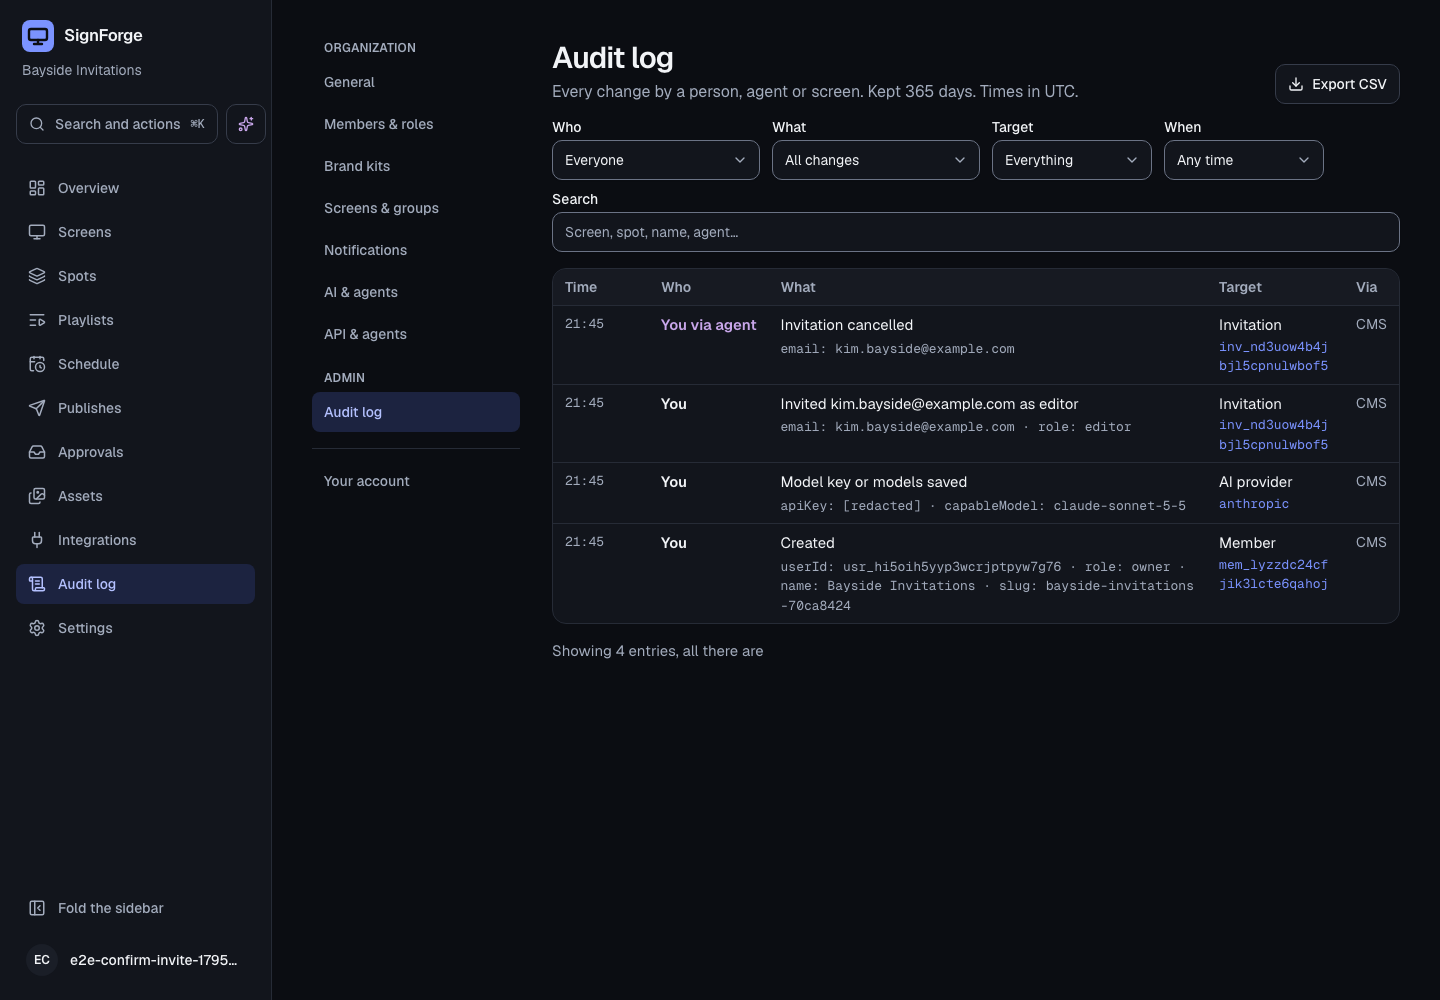 SignForge
Bayside Invitations
Search and actions ⌘K
Overview
Screens
Spots
Playlists
Schedule
Publishes
Approvals
Assets
Integrations
Audit log
Settings
Fold the sidebar
EC e2e-confirm-invite-1795…
ORGANIZATION
General
Members & roles
Brand kits
Screens & groups
Notifications
AI & agents
API & agents
ADMIN
Audit log
Your account
Audit log
Every change by a person, agent or screen. Kept 365 days. Times in UTC.
Export CSV
Who What Target When
Everyone All changes Everything Any time
Search
Screen, spot, name, agent…
Time Who What Target Via
21:45 You via agent Invitation cancelled Invitation CMS
email: kim.bayside@example.com inv_nd3uow4b4j
bjl5cpnulwbof5
21:45 You Invited kim.bayside@example.com as editor Invitation CMS
email: kim.bayside@example.com · role: editor inv_nd3uow4b4j
bjl5cpnulwbof5
21:45 You Model key or models saved AI provider CMS
apiKey: [redacted] · capableModel: claude-sonnet-5-5 anthropic
21:45 You Created Member CMS
userId: usr_hi5oih5yyp3wcrjptpyw7g76 · role: owner · mem_lyzzdc24cf
name: Bayside Invitations · slug: bayside-invitations jik3lcte6qahoj
-70ca8424
Showing 4 entries, all there are